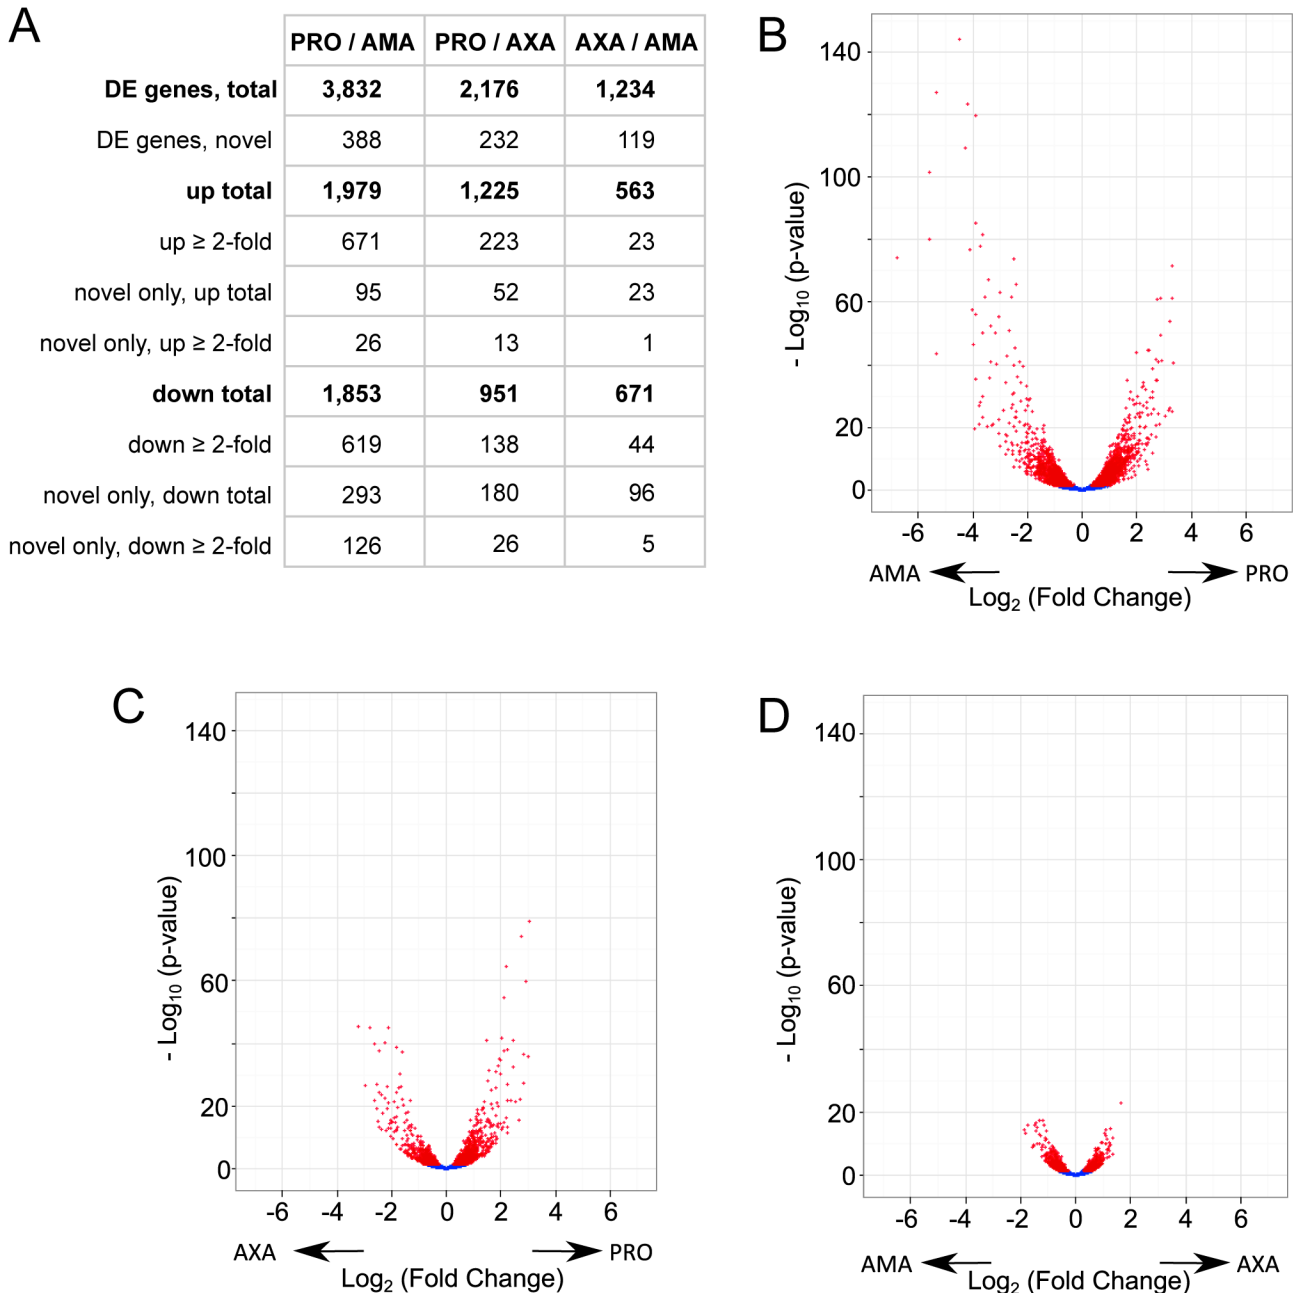 A
PRO / AMA PRO / AXA AXA / AMA
DE genes, total 3,832 2,176 1,234
DE genes, novel 388 232 119
up total 1,979 1,225 563
up ≥ 2-fold 671 223 23
novel only, up total 95 52 23
novel only, up ≥ 2-fold 26 13 1
down total 1,853 951 671
down ≥ 2-fold 619 138 44
novel only, down total 293 180 96
novel only, down ≥ 2-fold 126 26 5
B
140
100
60
20
0
- Log10 (p-value)
-6 -4 -2 0 2 4 6
AMA PRO
Log2 (Fold Change)
C
140
100
60
20
0
- Log10 (p-value)
-6 -4 -2 0 2 4 6
AXA PRO
Log2 (Fold Change)
D
140
100
60
20
0
- Log10 (p-value)
-6 -4 -2 0 2 4 6
AMA AXA
Log2 (Fold Change)